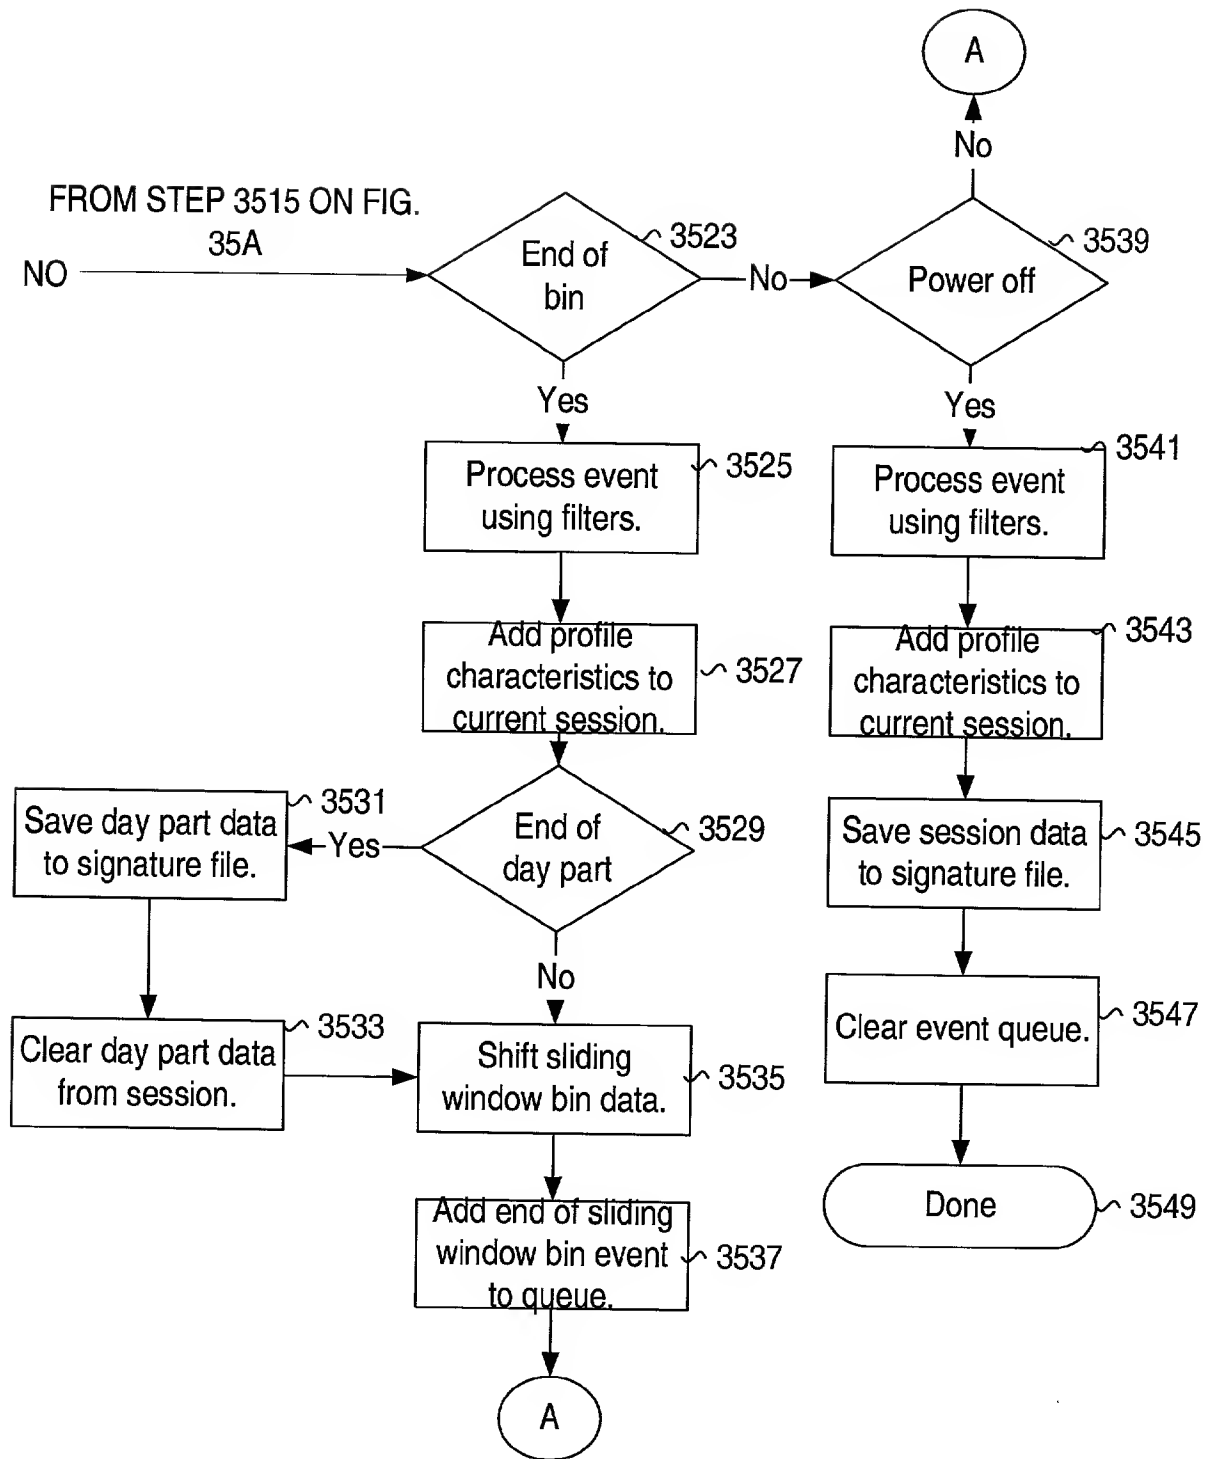 A
No
FROM STEP 3515 ON FIG.
35A
NO
End of
bin
3523
No
Power off
3539
Yes
Yes
Process event
using filters.
3525
Process event
using filters.
3541
Add profile
characteristics to
current session.
3527
Add profile
characteristics to
current session.
3543
Save day part data
to signature file.
3531
Yes
End of
day part
3529
Save session data
to signature file.
3545
No
Clear day part data
from session.
3533
Shift sliding
window bin data.
3535
Clear event queue.
3547
Add end of sliding
window bin event
to queue.
3537
Done
3549
A